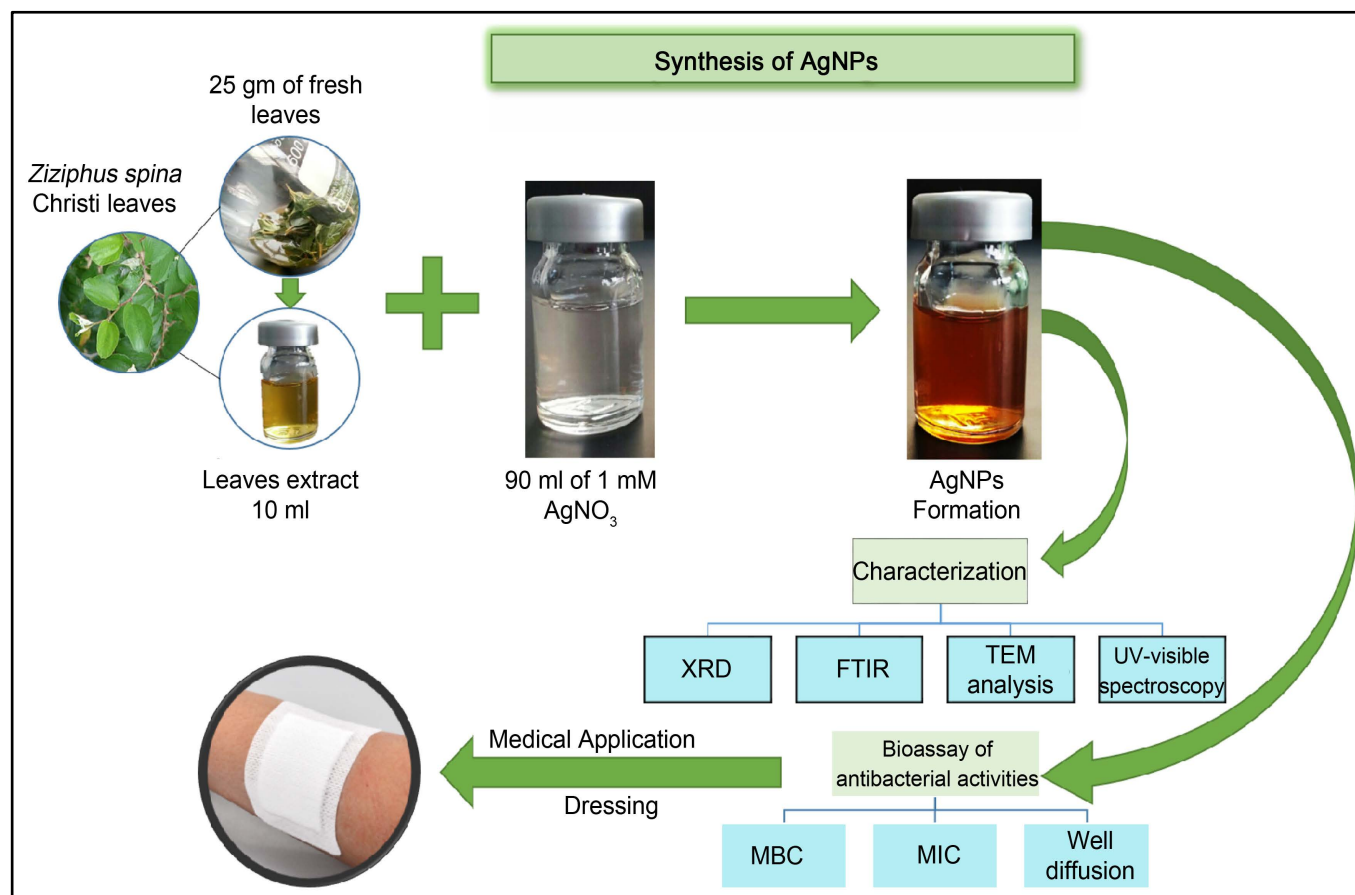 Synthesis of AgNPs
25 gm of fresh
leaves
Ziziphus spina
Christi leaves
600
Leaves extract
10 ml
90 ml of 1 mM
AgNO₃
AgNPs
Formation
Characterization
XRD
FTIR
TEM
analysis
UV-visible
spectroscopy
Medical Application
Dressing
Bioassay of
antibacterial activities
MBC
MIC
Well
diffusion